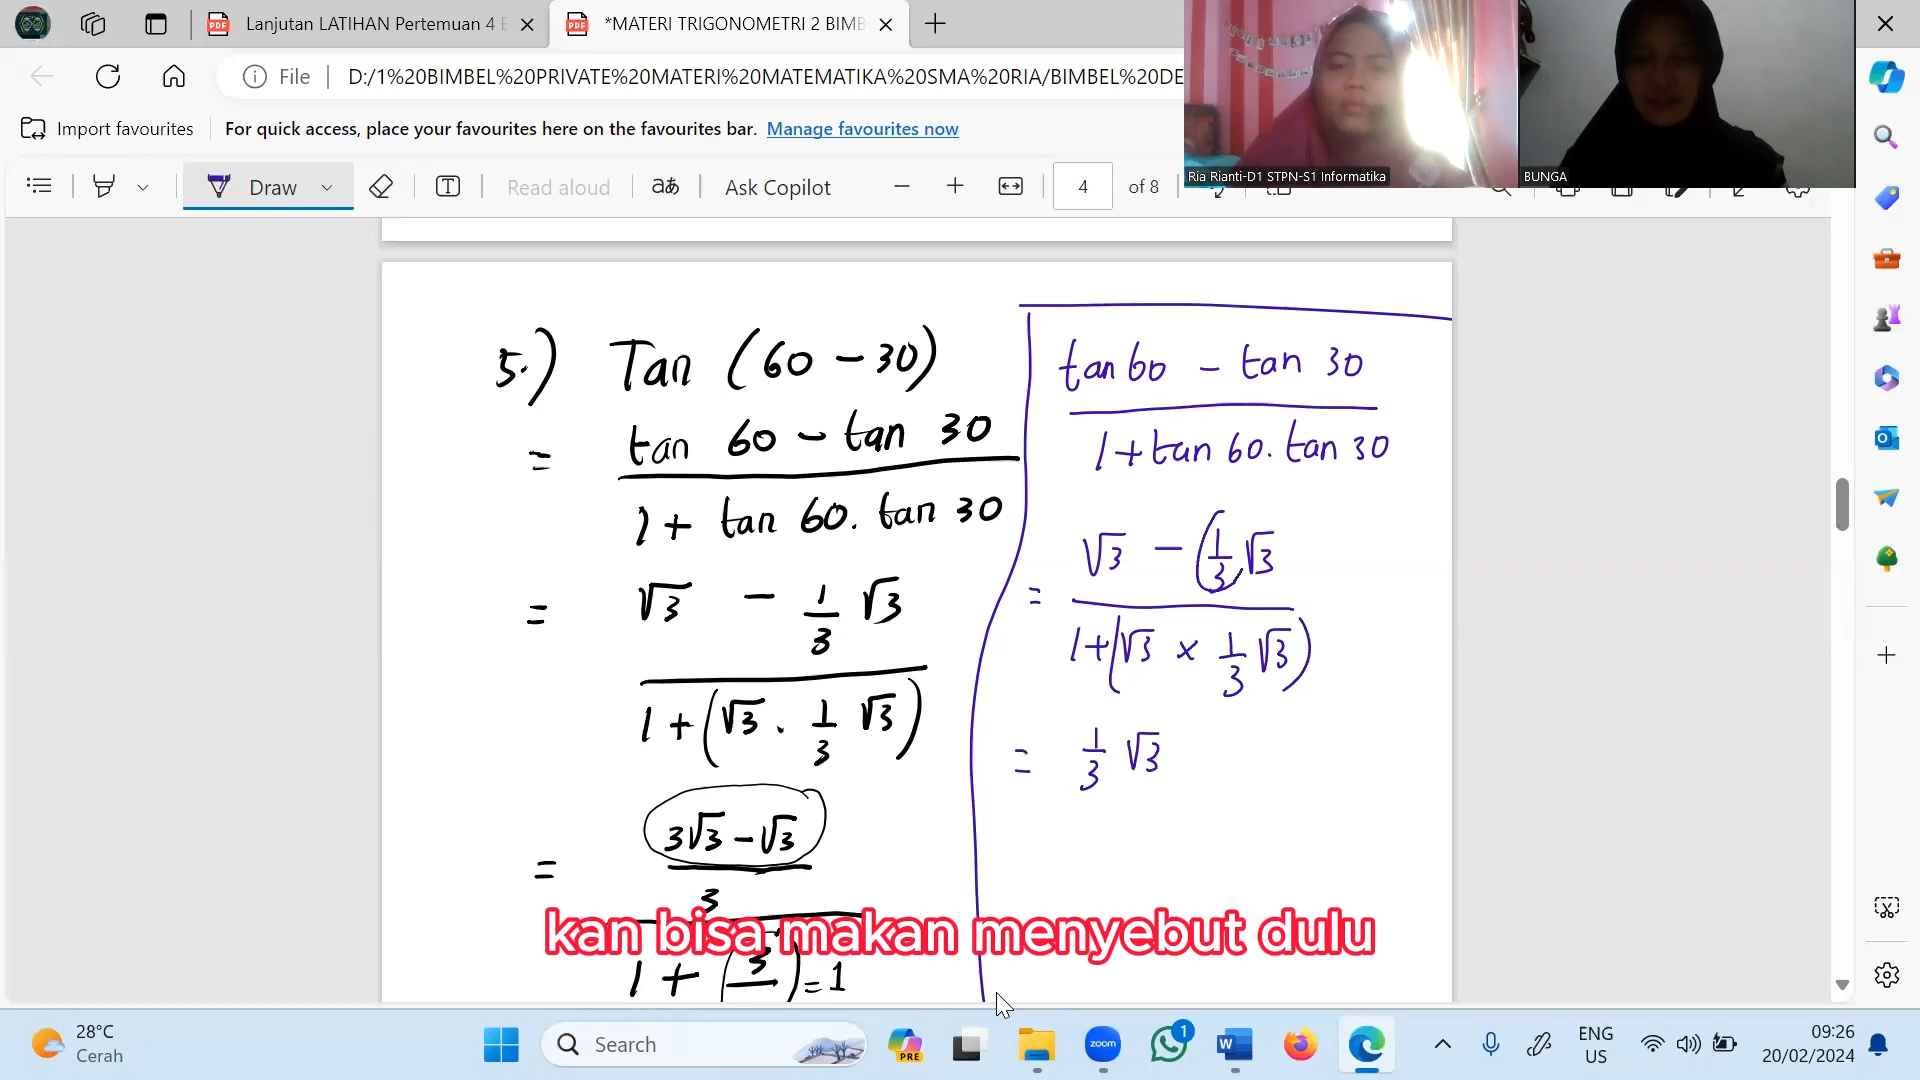 Lanjutan LATIHAN Pertemuan 4 B
*MATERI TRIGONOMETRI 2 BIMB
File
D:/1%20BIMBEL%20PRIVATE%20MATERI%20MATEMATIKA%20SMA%20RIA/BIMBEL%20DE
Import favourites
For quick access, place your favourites here on the favourites bar. Manage favourites now
Draw
Read aloud
Ask Copilot
4 of 8
Ria Rianti-D1 STPN-S1 Informatika
BUNGA
5.) Tan (60 - 30)
= tan 60 - tan 30
1 + tan 60. tan 30
= √3 - 1/3 √3
1 + (√3 . 1/3 √3)
= 3√3 - √3
3
1 + (3/ ) = 1
tan 60 - tan 30
1 + tan 60. tan 30
= √3 - (1/3) √3
1 + (√3 x 1/3 √3)
= 1/3 √3
kan bisa makan menyebut dulu
28°C
Cerah
Search
PRE
zoom
1
ENG
US
09:26
20/02/2024